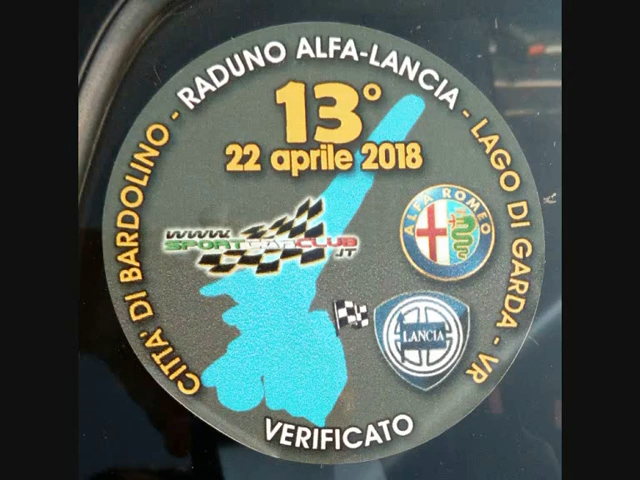 CITTA' DI BARDOLINO - RADUNO ALFA-LANCIA - LAGO DI GARDA - VR
13°
22 aprile 2018
WWW.
SPORTCARCLUB
.IT
ALFA ROMEO
LANCIA
VERIFICATO